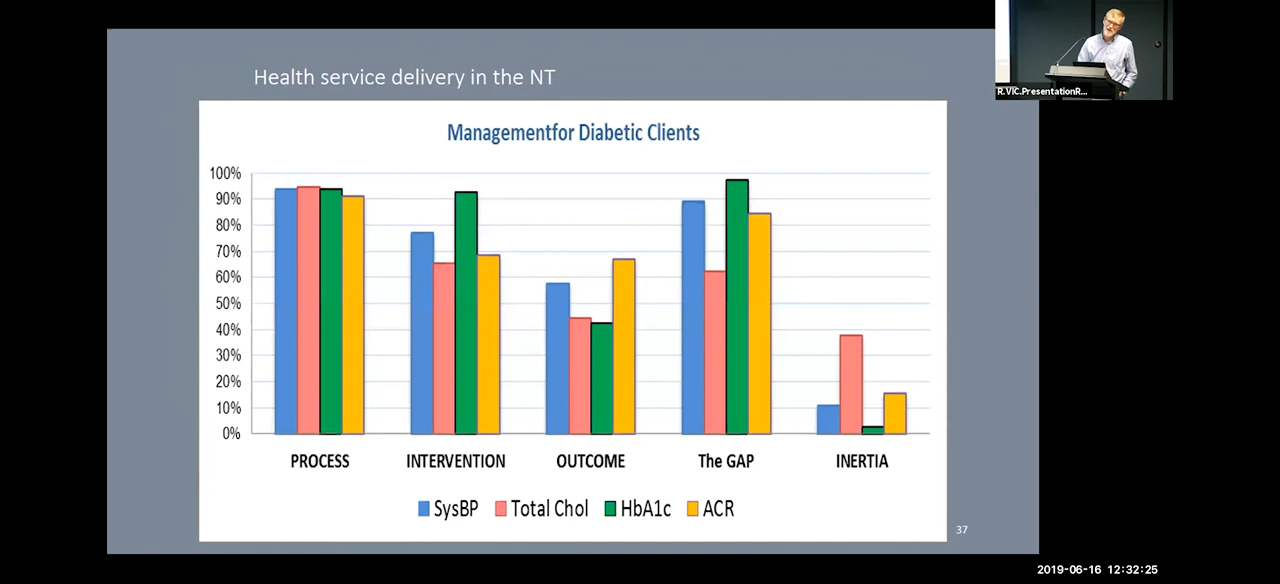 Health service delivery in the NT
R.VIC.PresentationR...
Managementfor Diabetic Clients
100%
90%
80%
70%
60%
50%
40%
30%
20%
10%
0%
PROCESS INTERVENTION OUTCOME The GAP INERTIA
SysBP Total Chol HbA1c ACR
37
2019-06-16 12:32:25